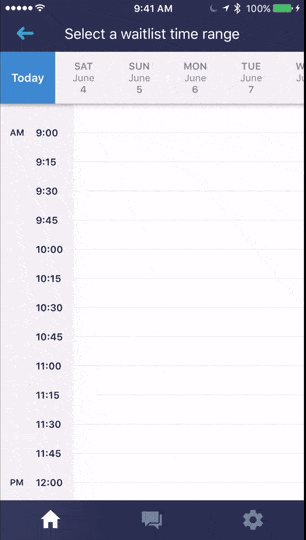 9:41 AM 100%
Select a waitlist time range
Today
SAT
June
4
SUN
June
5
MON
June
6
TUE
June
7
AM 9:00
9:15
9:30
9:45
10:00
10:15
10:30
10:45
11:00
11:15
11:30
11:45
PM 12:00